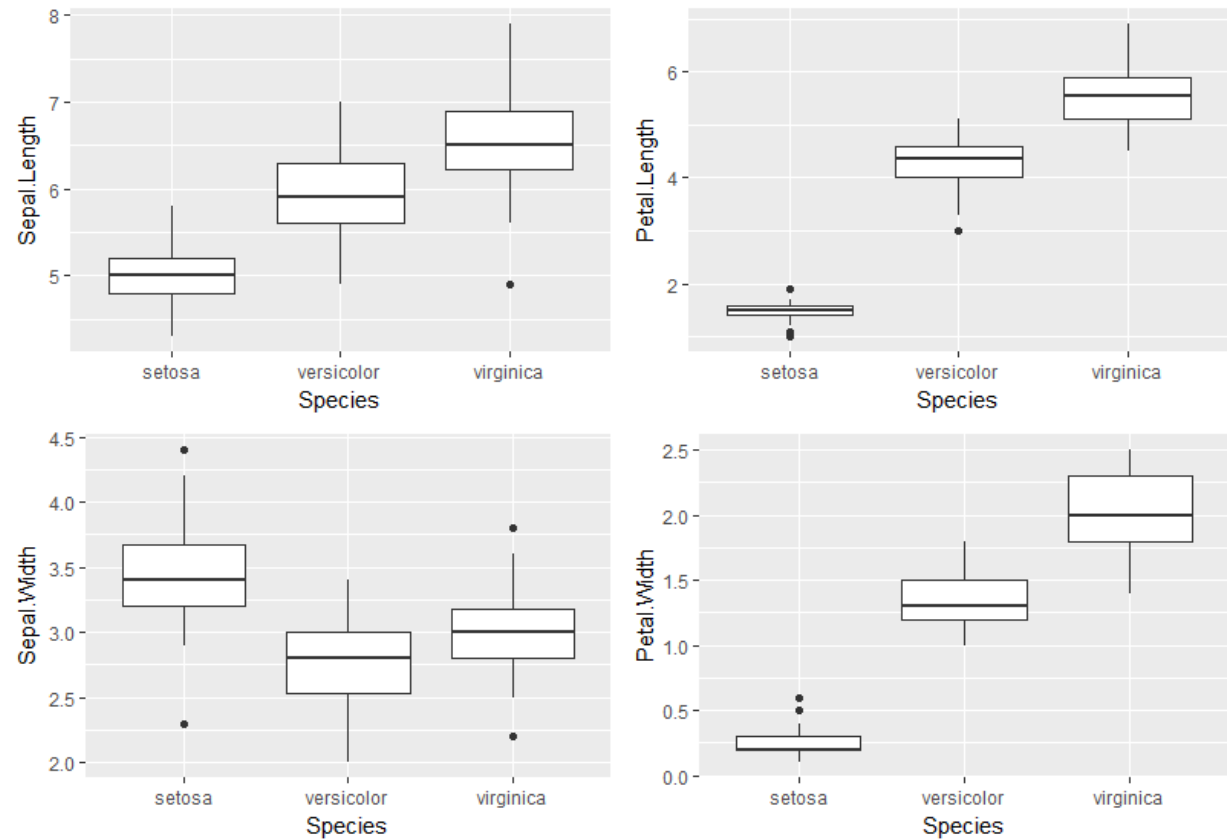 Sepal.Length
8
7
6
5
setosa versicolor virginica
Species
Petal.Length
6
4
2
setosa versicolor virginica
Species
Sepal.Width
4.5
4.0
3.5
3.0
2.5
2.0
setosa versicolor virginica
Species
Petal.Width
2.5
2.0
1.5
1.0
0.5
0.0
setosa versicolor virginica
Species